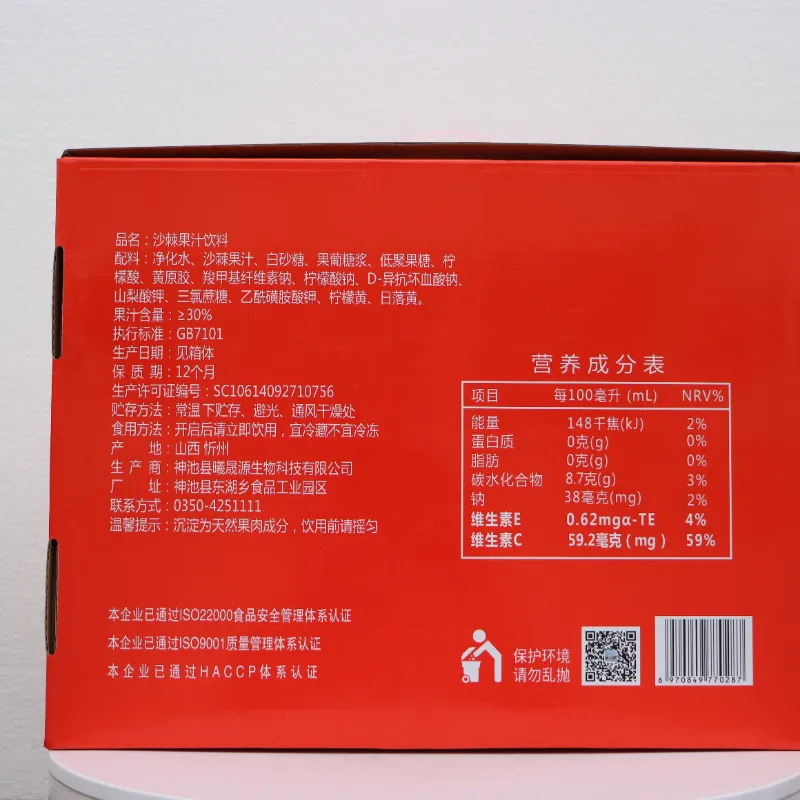 品名：沙棘果汁饮料
配料：净化水、沙棘果汁、白砂糖、果葡糖浆、低聚果糖、柠
檬酸、黄原胶、羧甲基纤维素钠、柠檬酸钠、D-异抗坏血酸钠、
山梨酸钾、三氯蔗糖、乙酰磺胺酸钾、柠檬黄、日落黄。
果汁含量：≥30%
执行标准：GB7101
生产日期：见箱体
保 质 期：12个月
生产许可证编号：SC10614092710756
贮存方法：常温下贮存、避光、通风干燥处
食用方法：开启后请立即饮用，宜冷藏不宜冷冻
产 地：山西 忻州
生 产 商：神池县曦晟源生物科技有限公司
厂 址：神池县东湖乡食品工业园区
联系方式：0350-4251111
温馨提示：沉淀为天然果肉成分，饮用前请摇匀
营养成分表
项目 每100毫升 (mL) NRV%
能量 148千焦(kJ) 2%
蛋白质 0克(g) 0%
脂肪 0克(g) 0%
碳水化合物 8.7克(g) 3%
钠 38毫克(mg) 2%
维生素E 0.62mgα-TE 4%
维生素C 59.2毫克(mg) 59%
本企业已通过ISO22000食品安全管理体系认证
本企业已通过ISO9001质量管理体系认证
本企业已通过HACCP体系认证
保护环境
请勿乱抛
6970849770287